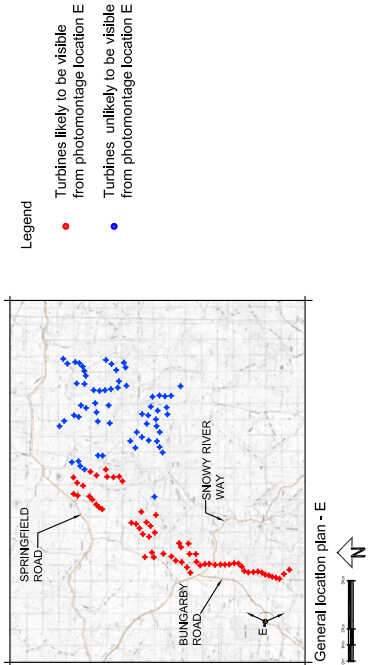 Legend
Turbines likely to be visible
from photomontage location E
Turbines unlikely to be visible
from photomontage location E
SPRINGFIELD
ROAD
SNOWY RIVER
WAY
BUNGARBY
ROAD
E
General location plan - E
N